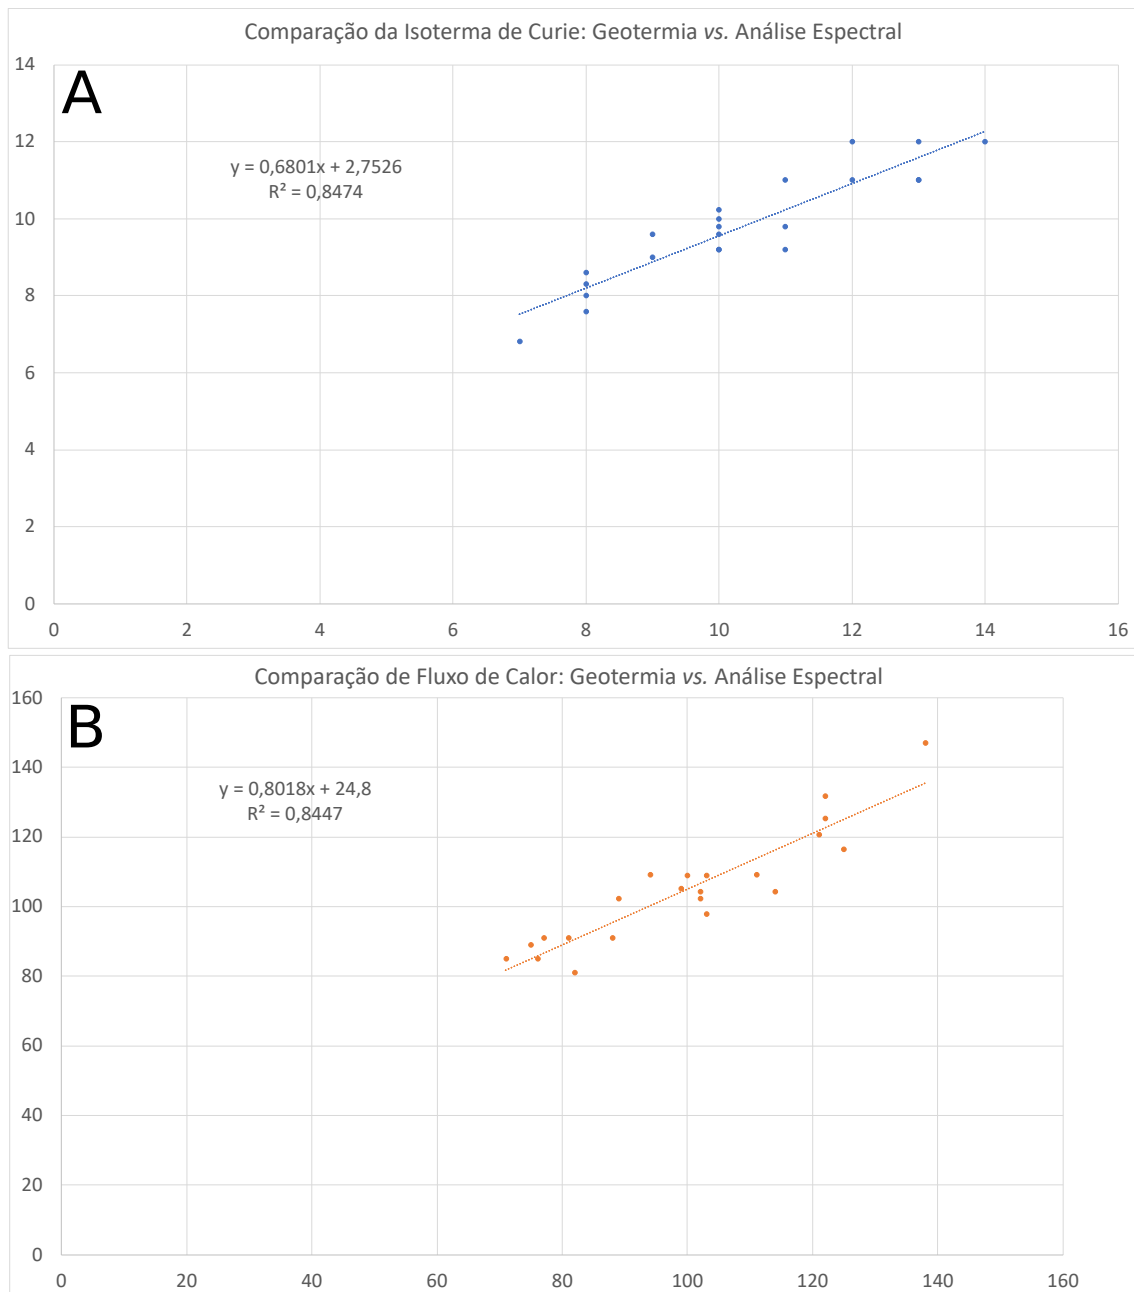 Comparação da Isoterma de Curie: Geotermia vs. Análise Espectral
A
14
12
10
8
6
4
2
0
y = 0,6801x + 2,7526
R² = 0,8474
0 2 4 6 8 10 12 14 16
Comparação de Fluxo de Calor: Geotermia vs. Análise Espectral
B
160
140
120
100
80
60
40
20
0
y = 0,8018x + 24,8
R² = 0,8447
0 20 40 60 80 100 120 140 160